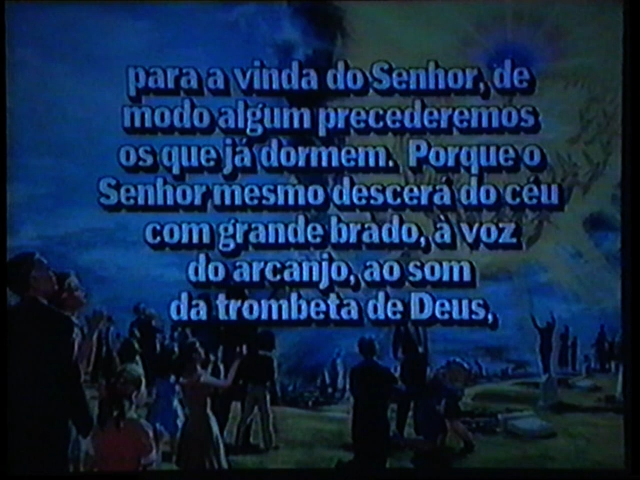 para a vinda do Senhor, de
modo algum precederemos
os que já dormem. Porque o
Senhor mesmo descerá do céu
com grande brado, à voz
do arcanjo, ao som
da trombeta de Deus,